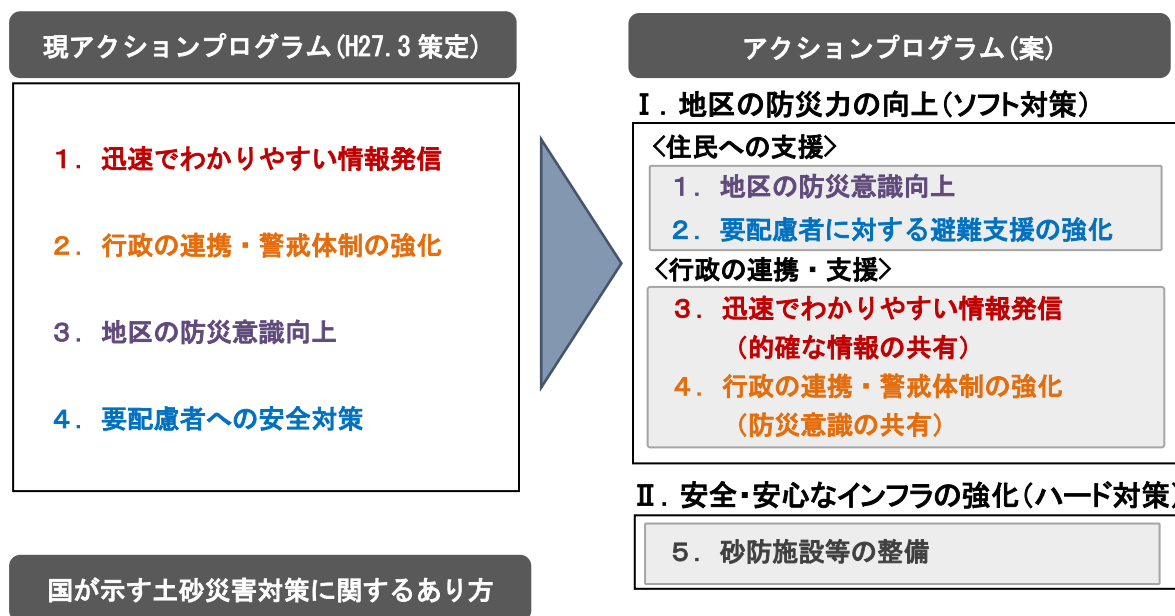 現アクションプログラム(H27.3 策定)
1. 迅速でわかりやすい情報発信
2. 行政の連携・警戒体制の強化
3. 地区の防災意識向上
4. 要配慮者への安全対策
国が示す土砂災害対策に関するあり方
アクションプログラム(案)
Ⅰ. 地区の防災力の向上(ソフト対策)
<住民への支援>
1. 地区の防災意識向上
2. 要配慮者に対する避難支援の強化
<行政の連携・支援>
3. 迅速でわかりやすい情報発信
(的確な情報の共有)
4. 行政の連携・警戒体制の強化
(防災意識の共有)
Ⅱ. 安全・安心なインフラの強化(ハード対策)
5. 砂防施設等の整備